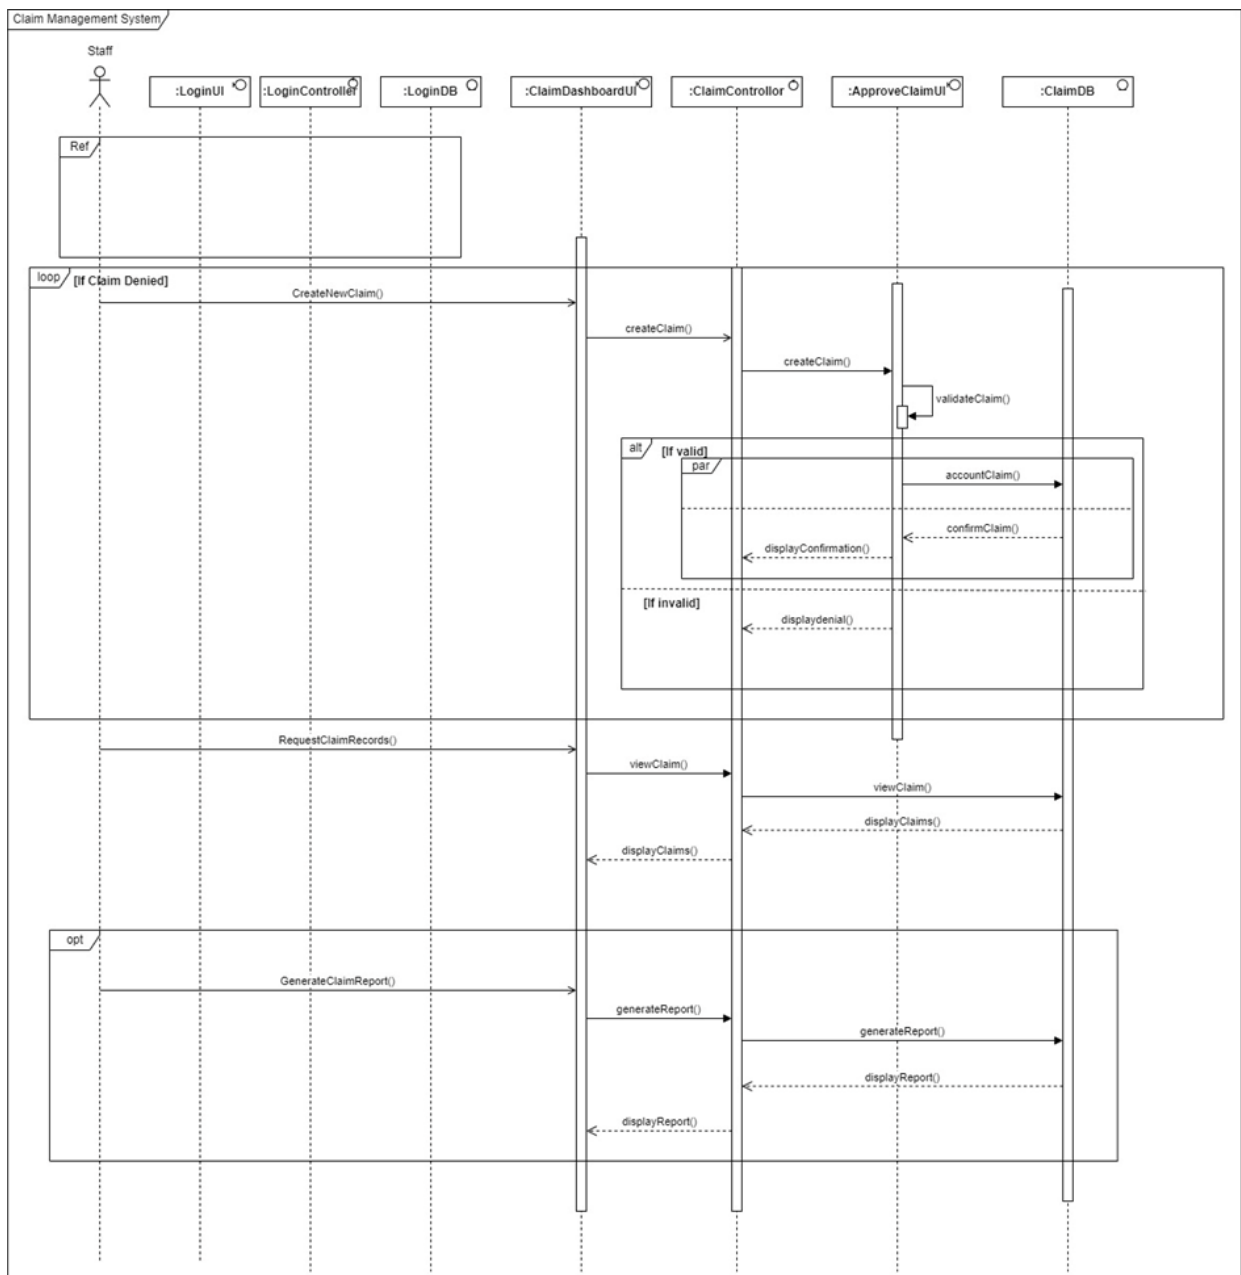 Claim Management System
Staff
:LoginUI
:LoginController
:LoginDB
:ClaimDashboardUI
:ClaimControllor
:ApproveClaimUI
:ClaimDB
Ref
loop
[If Claim Denied]
CreateNewClaim()
createClaim()
createClaim()
validateClaim()
alt
[If valid]
par
accountClaim()
confirmClaim()
displayConfirmation()
[If invalid]
displaydenial()
RequestClaimRecords()
viewClaim()
viewClaim()
displayClaims()
displayClaims()
opt
GenerateClaimReport()
generateReport()
generateReport()
displayReport()
displayReport()